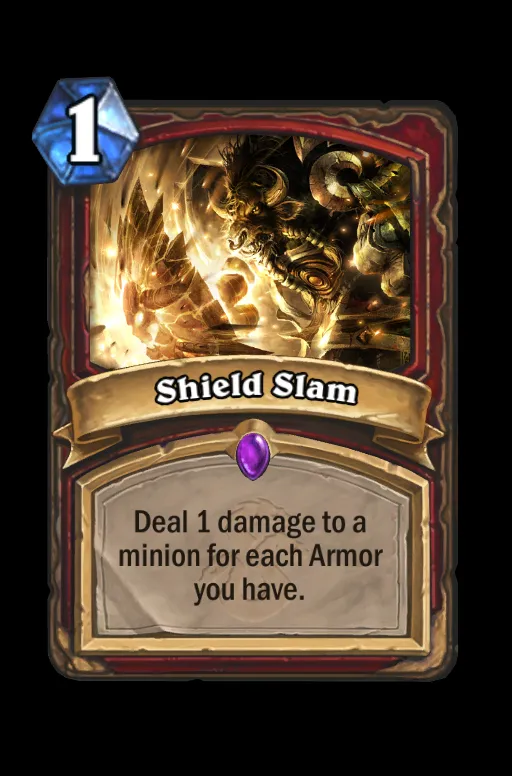 1
Shield Slam
Deal 1 damage to a
minion for each Armor
you have.